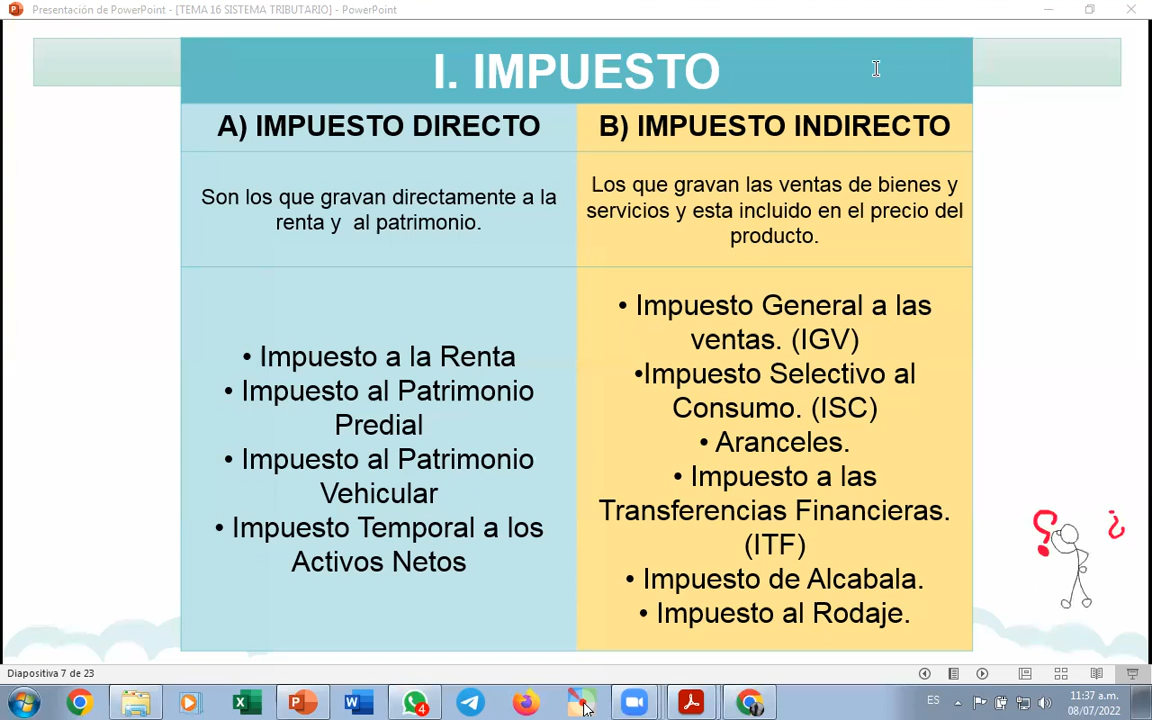 Presentación de PowerPoint - [TEMA 16 SISTEMA TRIBUTARIO] - PowerPoint
I. IMPUESTO
A) IMPUESTO DIRECTO
B) IMPUESTO INDIRECTO
Son los que gravan directamente a la
renta y al patrimonio.
Los que gravan las ventas de bienes y
servicios y esta incluido en el precio del
producto.
• Impuesto a la Renta
• Impuesto al Patrimonio
Predial
• Impuesto al Patrimonio
Vehicular
• Impuesto Temporal a los
Activos Netos
• Impuesto General a las
ventas. (IGV)
•Impuesto Selectivo al
Consumo. (ISC)
• Aranceles.
• Impuesto a las
Transferencias Financieras.
(ITF)
• Impuesto de Alcabala.
• Impuesto al Rodaje.
? ¿
Diapositiva 7 de 23
4
ES
11:37 a.m.
08/07/2022